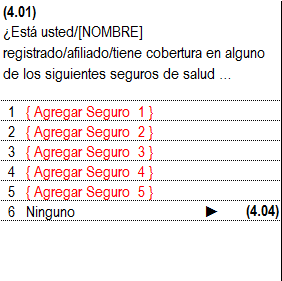 (4.01)
¿Está usted/[NOMBRE]
registrado/afiliado/tiene cobertura en alguno
de los siguientes seguros de salud ...
1 { Agregar Seguro 1 }
2 { Agregar Seguro 2 }
3 { Agregar Seguro 3 }
4 { Agregar Seguro 4 }
5 { Agregar Seguro 5 }
6 Ninguno ► (4.04)